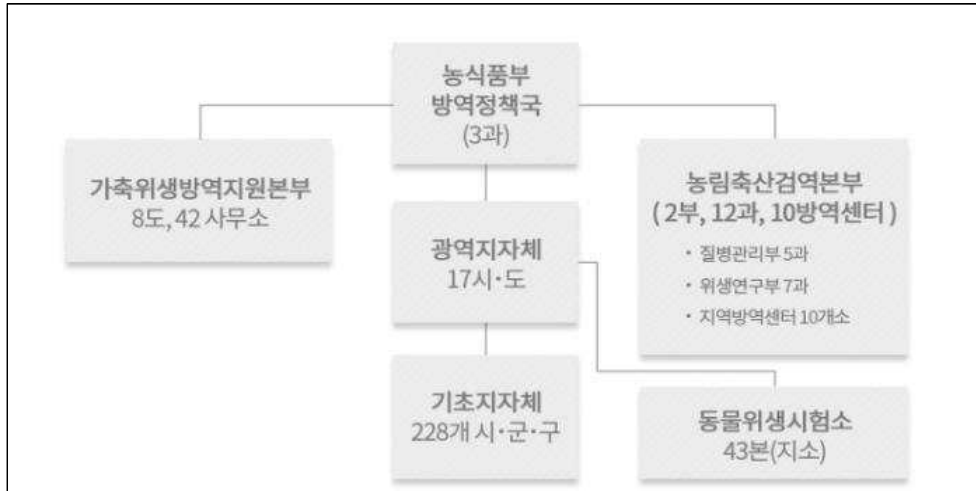 농식품부
방역정책국
(3과)
가축위생방역지원본부
8도, 42 사무소
농림축산검역본부
( 2부, 12과, 10방역센터 )
• 질병관리부 5과
• 위생연구부 7과
• 지역방역센터 10개소
광역지자체
17시·도
기초지자체
228개 시·군·구
동물위생시험소
43본(지소)